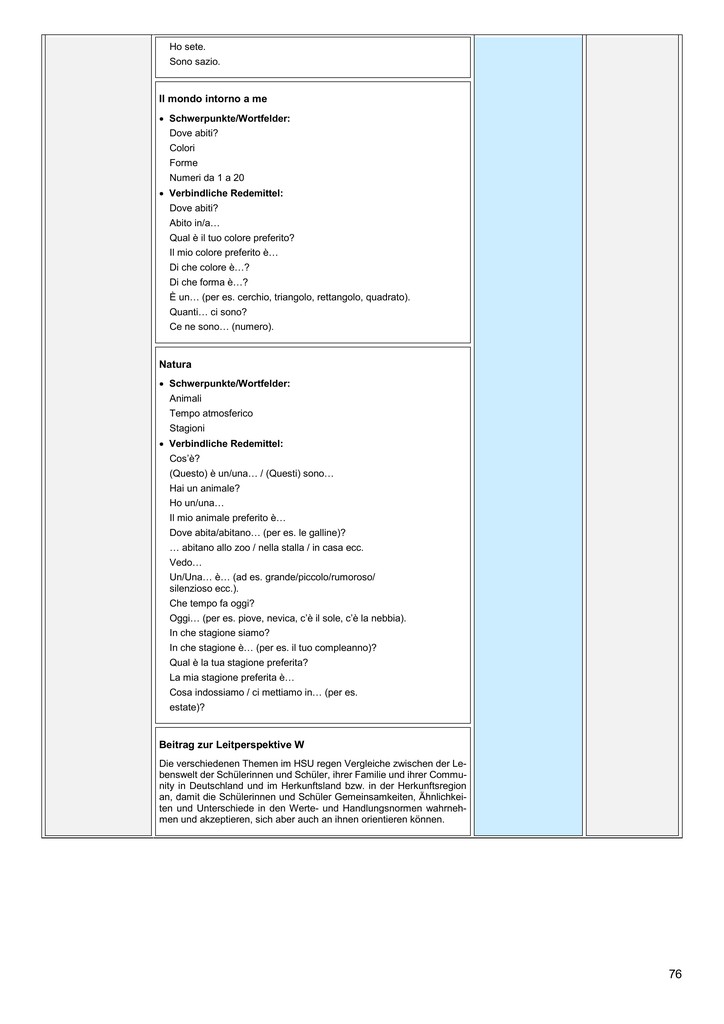 Ho sete.
Sono sazio.
Il mondo intorno a me
• Schwerpunkte/Wortfelder:
Dove abiti?
Colori
Forme
Numeri da 1 a 20
• Verbindliche Redemittel:
Dove abiti?
Abito in/a…
Qual è il tuo colore preferito?
Il mio colore preferito è…
Di che colore è…?
Di che forma è…?
È un… (per es. cerchio, triangolo, rettangolo, quadrato).
Quanti… ci sono?
Ce ne sono… (numero).
Natura
• Schwerpunkte/Wortfelder:
Animali
Tempo atmosferico
Stagioni
• Verbindliche Redemittel:
Cos'è?
(Questo) è un/una… / (Questi) sono…
Hai un animale?
Ho un/una…
Il mio animale preferito è…
Dove abita/abitano… (per es. le galline)?
… abitano allo zoo / nella stalla / in casa ecc.
Vedo…
Un/Una… è… (ad es. grande/piccolo/rumoroso/
silenzioso ecc.).
Che tempo fa oggi?
Oggi… (per es. piove, nevica, c'è il sole, c'è la nebbia).
In che stagione siamo?
In che stagione è… (per es. il tuo compleanno)?
Qual è la tua stagione preferita?
La mia stagione preferita è…
Cosa indossiamo / ci mettiamo in… (per es.
estate)?
Beitrag zur Leitperspektive W
Die verschiedenen Themen im HSU regen Vergleiche zwischen der Le-
benswelt der Schülerinnen und Schüler, ihrer Familie und ihrer Commu-
nity in Deutschland und im Herkunftsland bzw. in der Herkunftsregion
an, damit die Schülerinnen und Schüler Gemeinsamkeiten, Ähnlichkei-
ten und Unterschiede in den Werte- und Handlungsnormen wahrneh-
men und akzeptieren, sich aber auch an ihnen orientieren können.
76